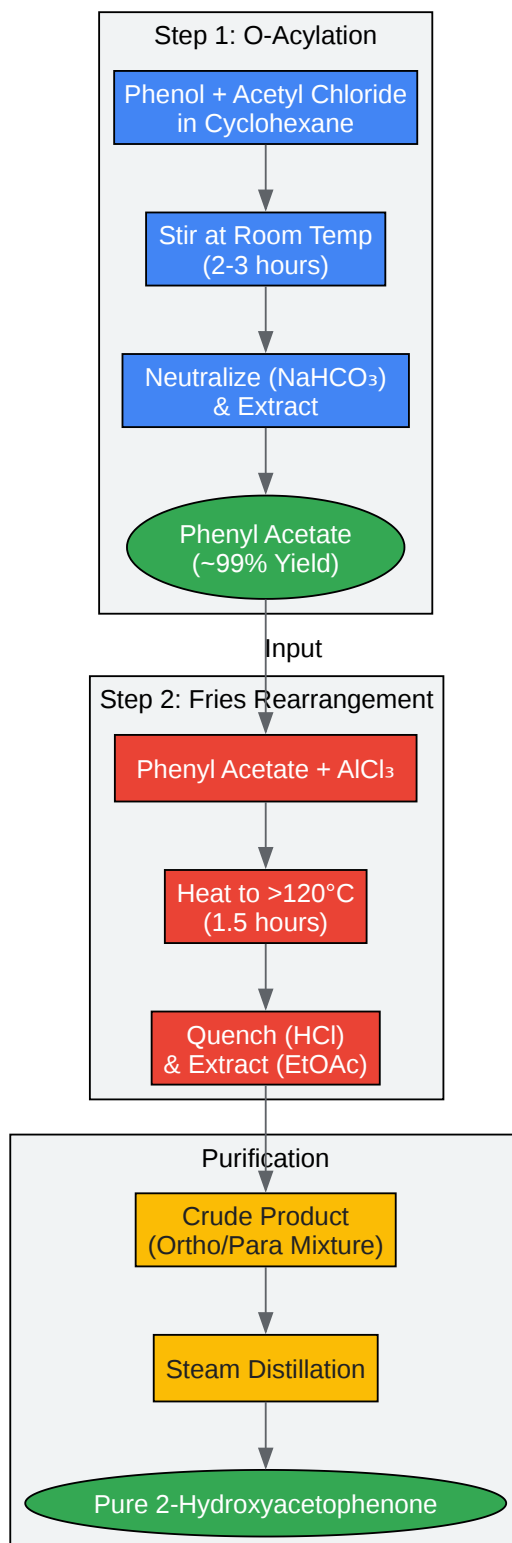 Step 1: O-Acylation
Phenol + Acetyl Chloride
in Cyclohexane
Stir at Room Temp
(2-3 hours)
Neutralize (NaHCO₃)
& Extract
Phenyl Acetate
(~99% Yield)
Input
Step 2: Fries Rearrangement
Phenyl Acetate + AlCl₃
Heat to >120°C
(1.5 hours)
Quench (HCl)
& Extract (EtOAc)
Purification
Crude Product
(Ortho/Para Mixture)
Steam Distillation
Pure 2-Hydroxyacetophenone